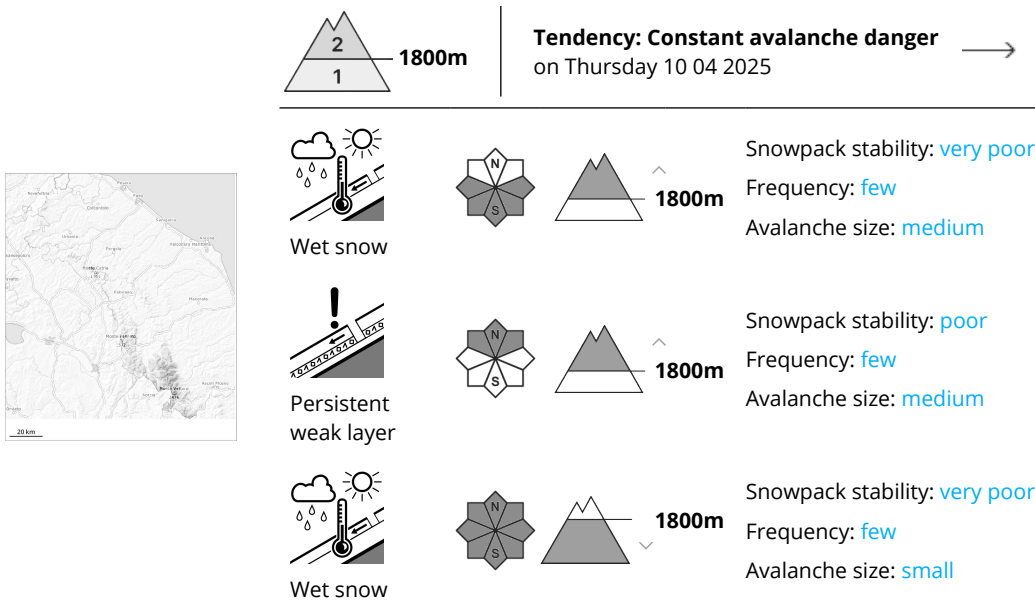 2
1
1800m
Tendency: Constant avalanche danger
on Thursday 10 04 2025
N
S
1800m
Snowpack stability: very poor
Frequency: few
Avalanche size: medium
Wet snow
N
S
1800m
Snowpack stability: poor
Frequency: few
Avalanche size: medium
Persistent
weak layer
N
S
1800m
Snowpack stability: very poor
Frequency: few
Avalanche size: small
Wet snow
20 km